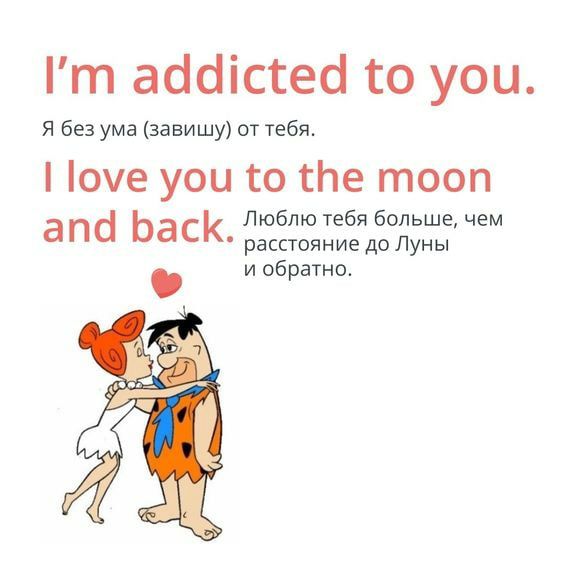 I’m addicted to you.
Я без ума (завишу) от тебя.
I love you to the moon
and back.
Люблю тебя больше, чем
расстояние до Луны
и обратно.